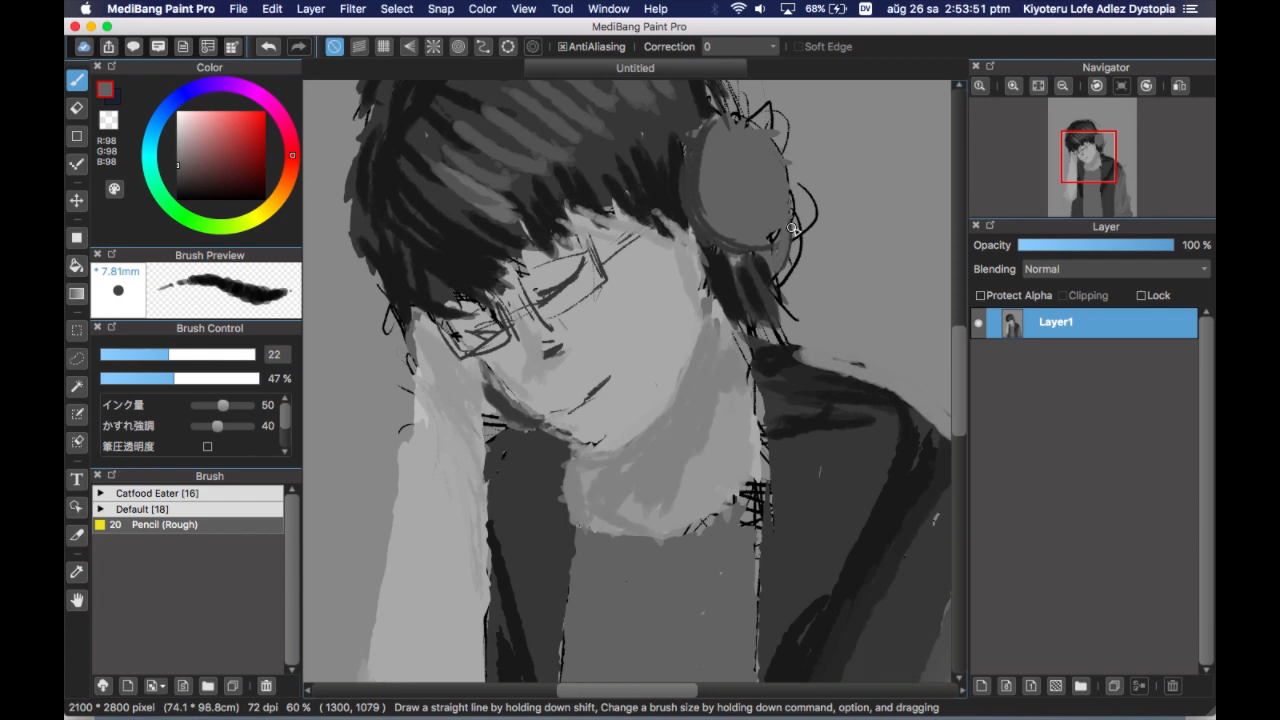 MediBang Paint Pro File Edit Layer Filter Select Snap Color View Tool Window Help 68% DV aŭg 26 sa 2:53:51 ptm Kiyoteru Lofe Adlez Dystopia
MediBang Paint Pro
AntiAliasing Correction 0 Soft Edge
Color
Untitled
Navigator
R:98
G:98
B:98
Brush Preview
* 7.81mm
Layer
Opacity 100 %
Blending Normal
Protect Alpha Clipping Lock
Layer1
Brush Control
22
47 %
インク量 50
かすれ強調 40
筆圧透明度
Brush
Catfood Eater [16]
Default [18]
20 Pencil (Rough)
T
2100 * 2800 pixel (74.1 * 98.8cm) 72 dpi 60 % ( 1300, 1079 ) Draw a straight line by holding down shift, Change a brush size by holding down command, option, and dragging